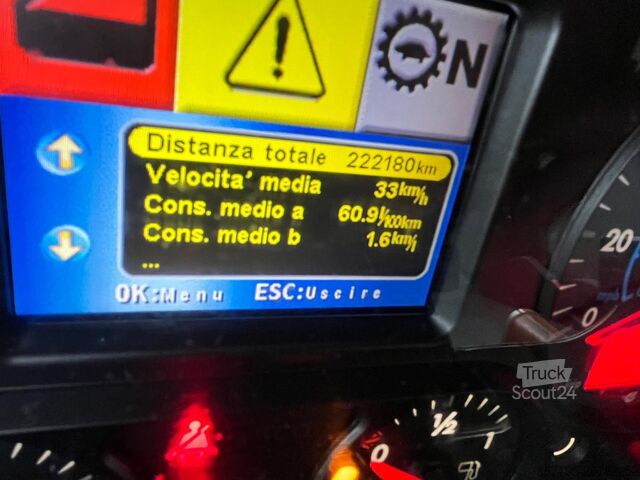 N
Distanza totale 222180km
Velocita' media 33km/h
Cons. medio a 60.9l/100km
Cons. medio b 1.6km/l
...
OK:Menu ESC:Uscire
20
0
Truck
Scout24
0 1/2 1